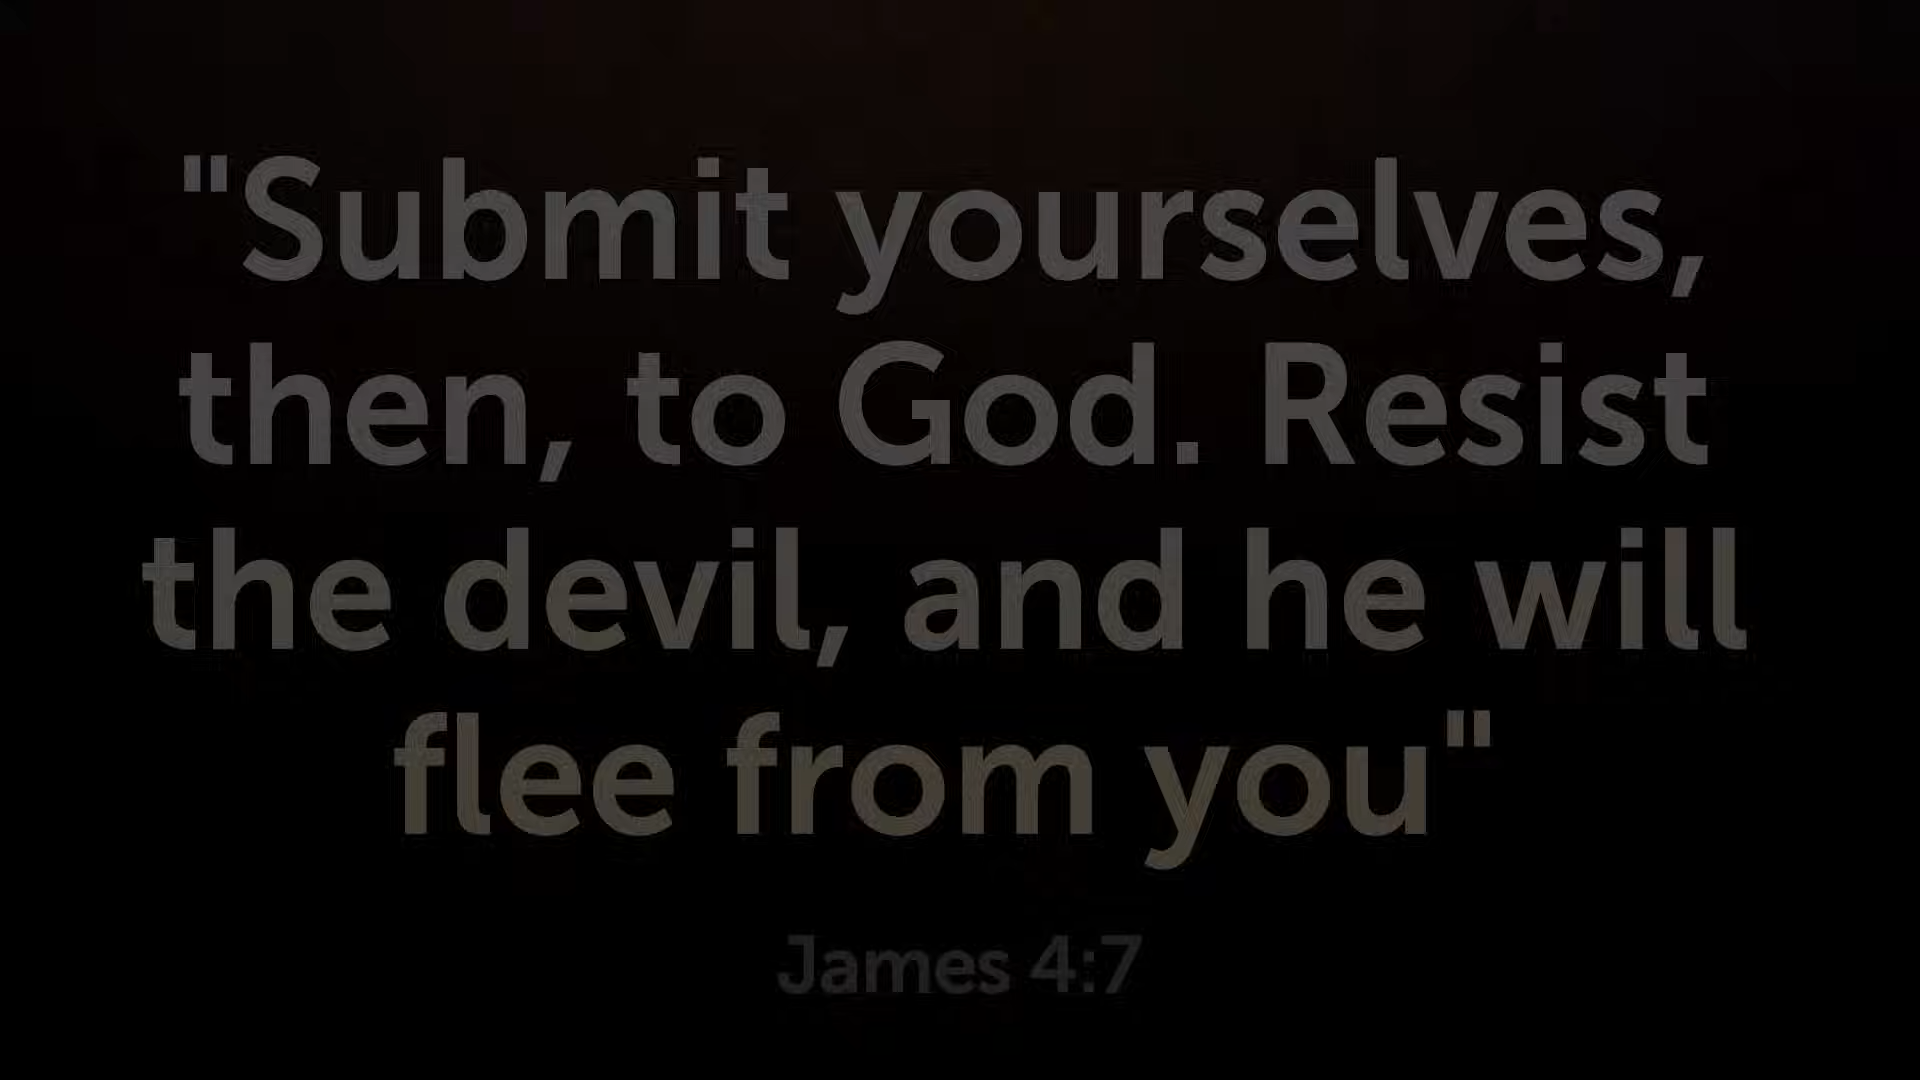 "Submit yourselves,
then, to God. Resist
the devil, and he will
flee from you"
James 4:7